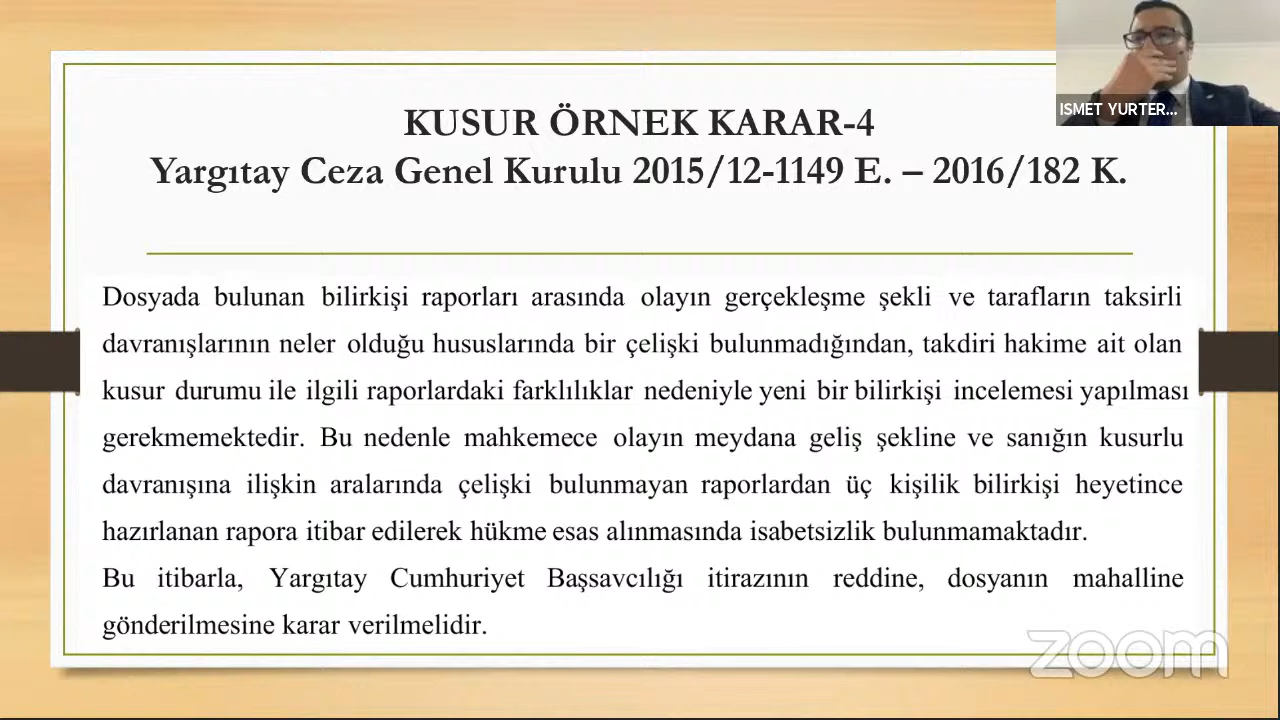 KUSUR ÖRNEK KARAR-4
Yargıtay Ceza Genel Kurulu 2015/12-1149 E. – 2016/182 K.
ISMET YURTER...
Dosyada bulunan bilirkişi raporları arasında olayın gerçekleşme şekli ve tarafların taksirli
davranışlarının neler olduğu hususlarında bir çelişki bulunmadığından, takdiri hakime ait olan
kusur durumu ile ilgili raporlardaki farklılıklar nedeniyle yeni bir bilirkişi incelemesi yapılması
gerekmemektedir. Bu nedenle mahkemece olayın meydana geliş şekline ve sanığın kusurlu
davranışına ilişkin aralarında çelişki bulunmayan raporlardan üç kişilik bilirkişi heyetince
hazırlanan rapora itibar edilerek hükme esas alınmasında isabetsizlik bulunmamaktadır.
Bu itibarla, Yargıtay Cumhuriyet Başsavcılığı itirazının reddine, dosyanın mahalline
gönderilmesine karar verilmelidir.
zoom